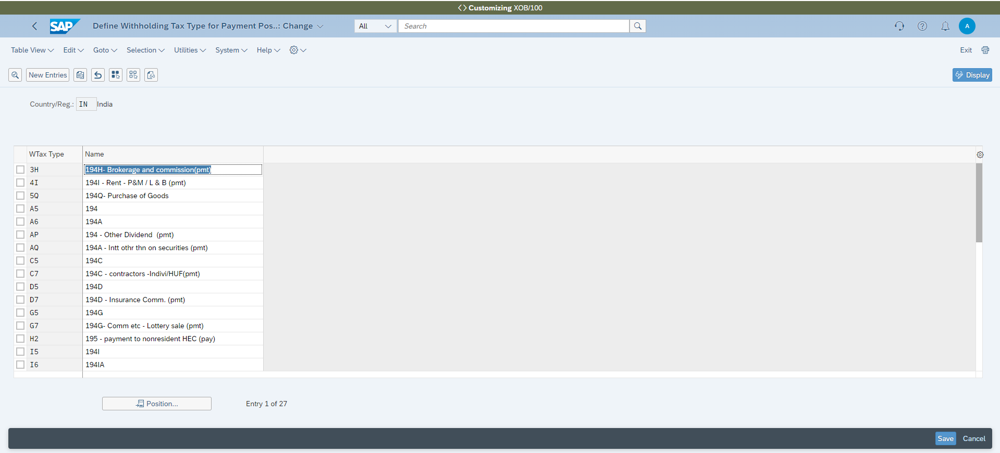 Customizing XOB/100
SAP Define Withholding Tax Type for Payment Pos..: Change All Search A
Table View Edit Goto Selection Utilities System Help Exit
New Entries Display
Country/Reg.: IN India
WTax Type Name
3H 194H- Brokerage and commission(pmt)
4I 194I - Rent - P&M / L & B (pmt)
5Q 194Q- Purchase of Goods
A5 194
A6 194A
AP 194 - Other Dividend  (pmt)
AQ 194A - Intt othr thn on securities (pmt)
C5 194C
C7 194C - contractors -Indivi/HUF(pmt)
D5 194D
D7 194D - Insurance Comm. (pmt)
G5 194G
G7 194G- Comm etc - Lottery sale (pmt)
H2 195 - payment to nonresident HEC (pay)
I5 194I
I6 194IA
Position... Entry 1 of 27
Save Cancel